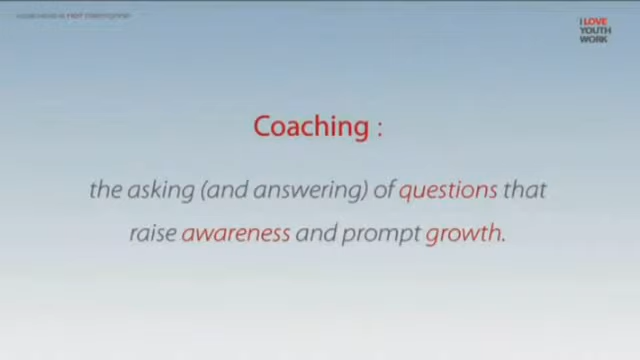 I LOVE
YOUTH
WORK
Coaching :
the asking (and answering) of questions that
raise awareness and prompt growth.